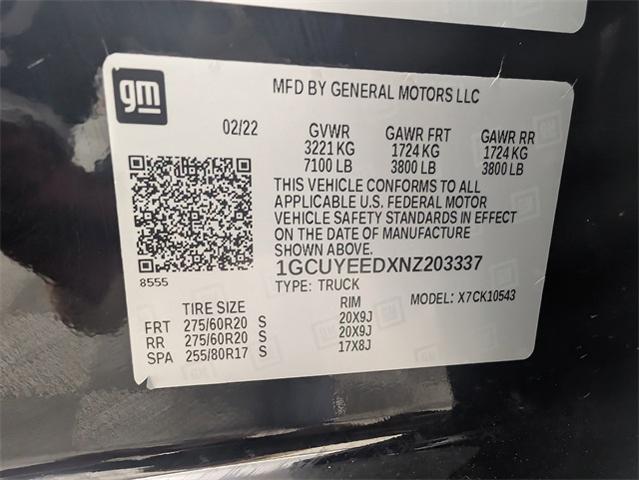 gm
MFD BY GENERAL MOTORS LLC
02/22 GVWR GAWR FRT GAWR RR
3221 KG 1724 KG 1724 KG
7100 LB 3800 LB 3800 LB
THIS VEHICLE CONFORMS TO ALL
APPLICABLE U.S. FEDERAL MOTOR
VEHICLE SAFETY STANDARDS IN EFFECT
ON THE DATE OF MANUFACTURE
SHOWN ABOVE.
8555
1GCUYEEDXNZ203337
TYPE: TRUCK MODEL: X7CK10543
TIRE SIZE RIM
FRT 275/60R20 S 20X9J
RR 275/60R20 S 20X9J
SPA 255/80R17 S 17X8J